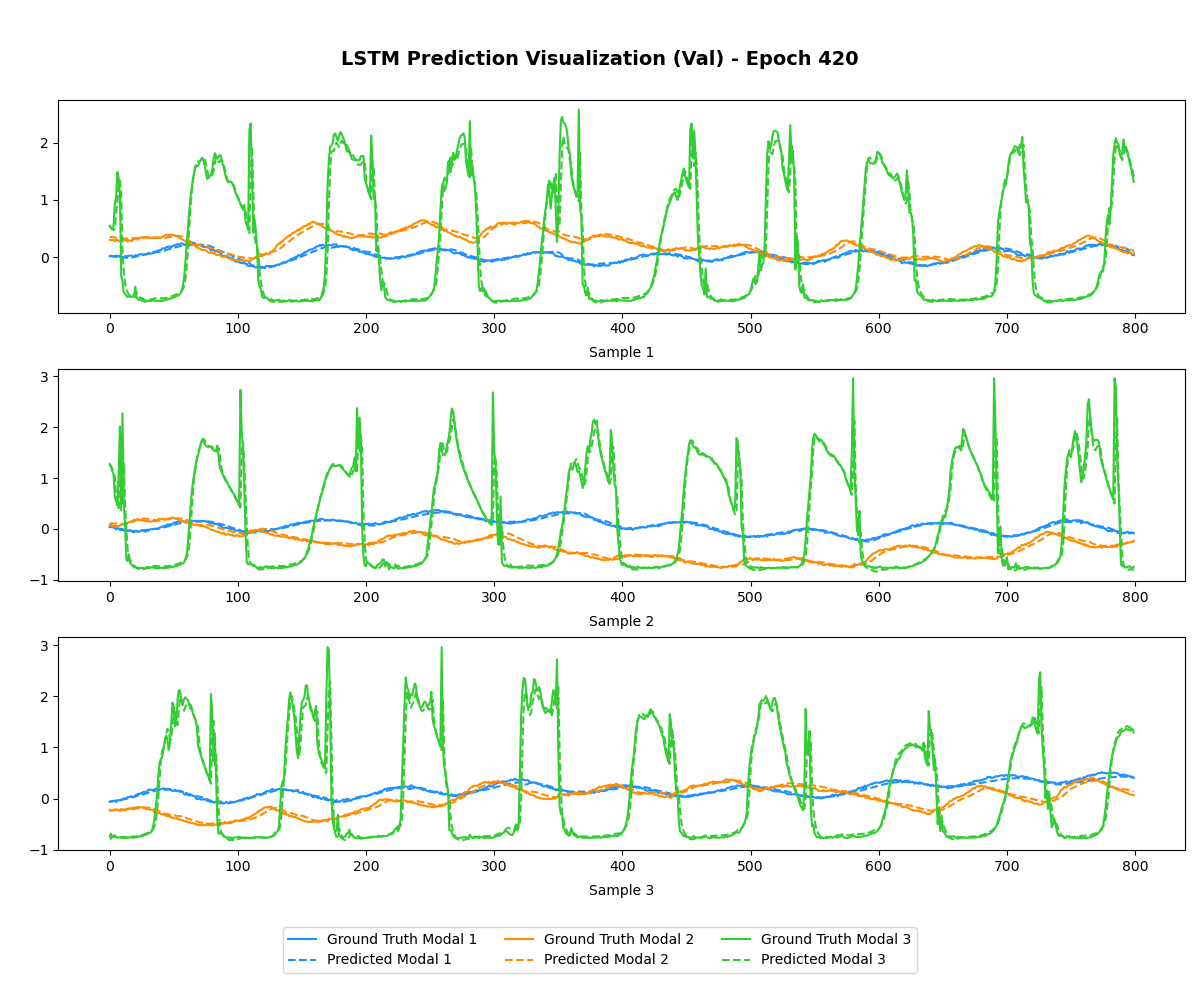 LSTM Prediction Visualization (Val) - Epoch 420
2
1
0
0 100 200 300 400 500 600 700 800
Sample 1
3
2
1
0
−1
0 100 200 300 400 500 600 700 800
Sample 2
3
2
1
0
−1
0 100 200 300 400 500 600 700 800
Sample 3
Ground Truth Modal 1 Ground Truth Modal 2 Ground Truth Modal 3
Predicted Modal 1 Predicted Modal 2 Predicted Modal 3